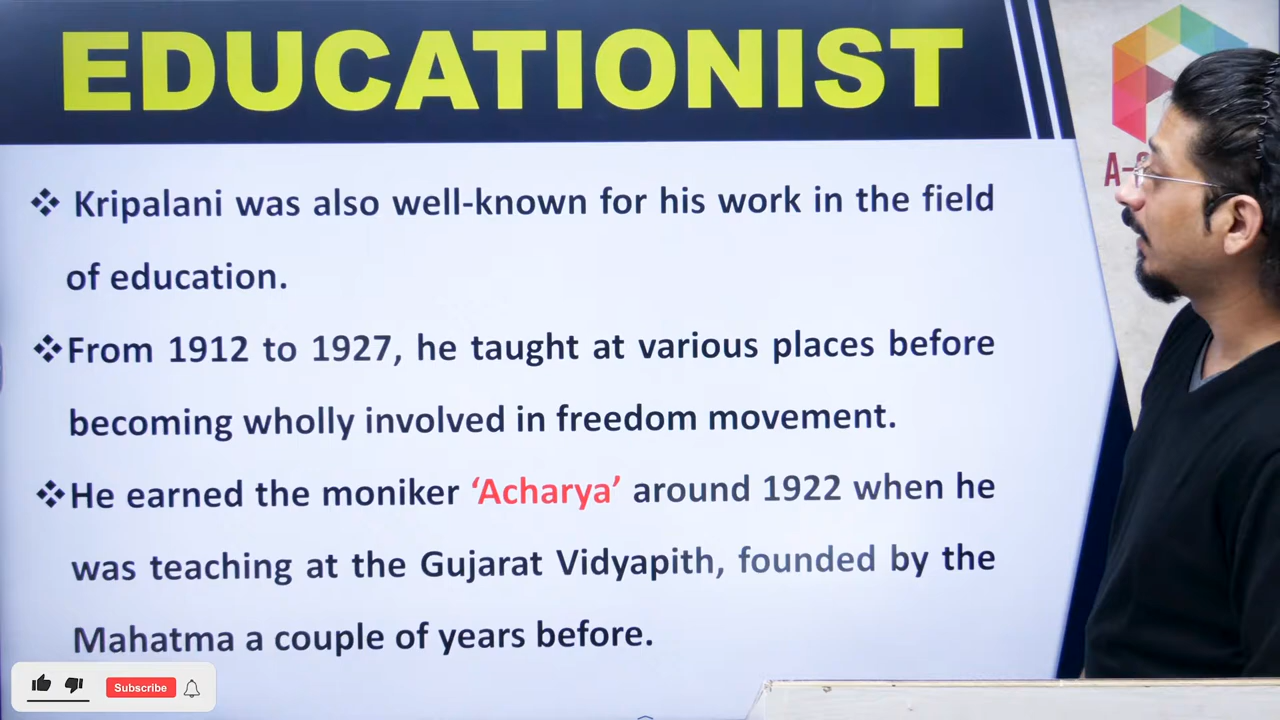 EDUCATIONIST
❖ Kripalani was also well-known for his work in the field
of education.
❖From 1912 to 1927, he taught at various places before
becoming wholly involved in freedom movement.
❖He earned the moniker ‘Acharya’ around 1922 when he
was teaching at the Gujarat Vidyapith, founded by the
Mahatma a couple of years before.
Subscribe